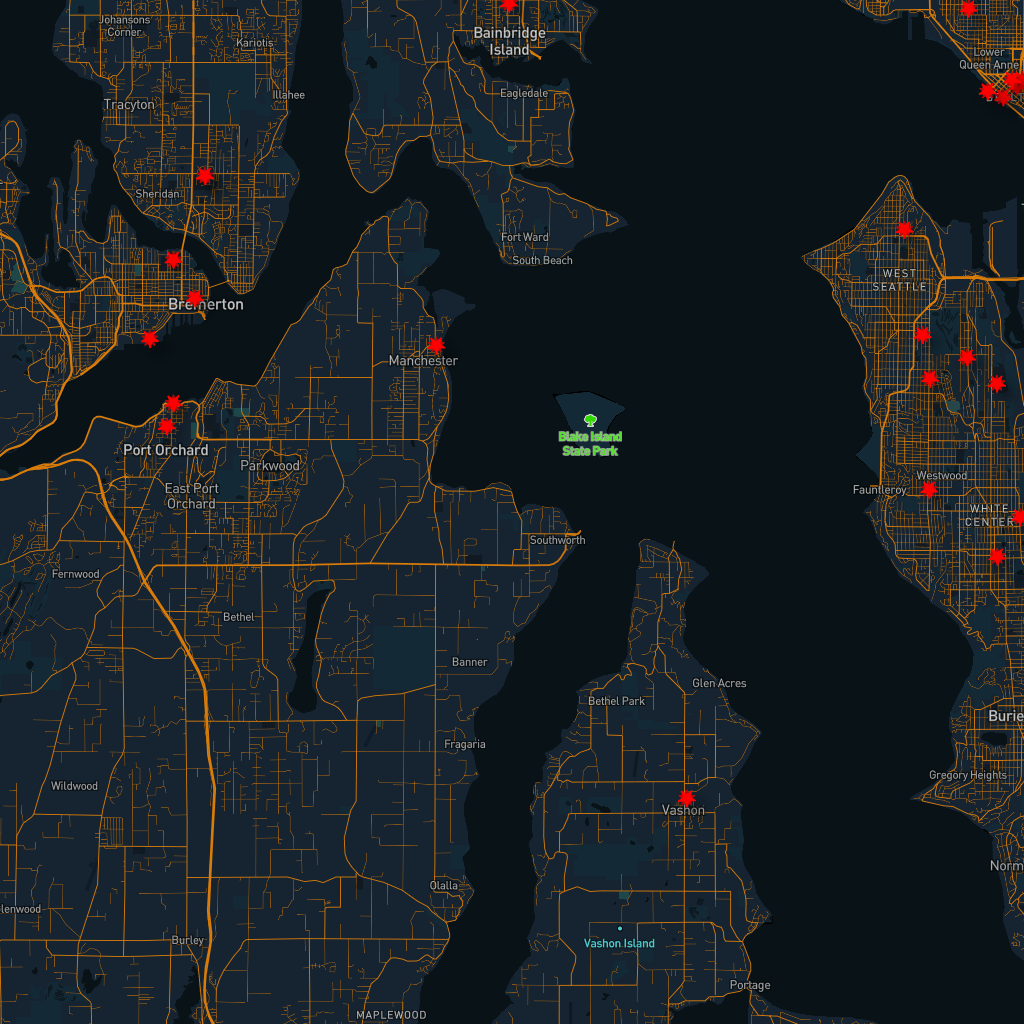 Johansons
Corner
Kariotis
Bainbridge
Island
Lower
Queen Anne
Illahee
Eagledale
Tracyton
Sheridan
Fort Ward
South Beach
WEST
SEATTLE
Bremerton
Manchester
Blake Island
State Park
Port Orchard
Parkwood
East Port
Orchard
Westwood
Fauntleroy
WHITE
CENTER
Southworth
Fernwood
Bethel
Banner
Glen Acres
Bethel Park
Burie
Fragaria
Gregory Heights
Wildwood
Vashon
Norm
Olalla
lenwood
Burley
Vashon Island
Portage
MAPLEWOOD